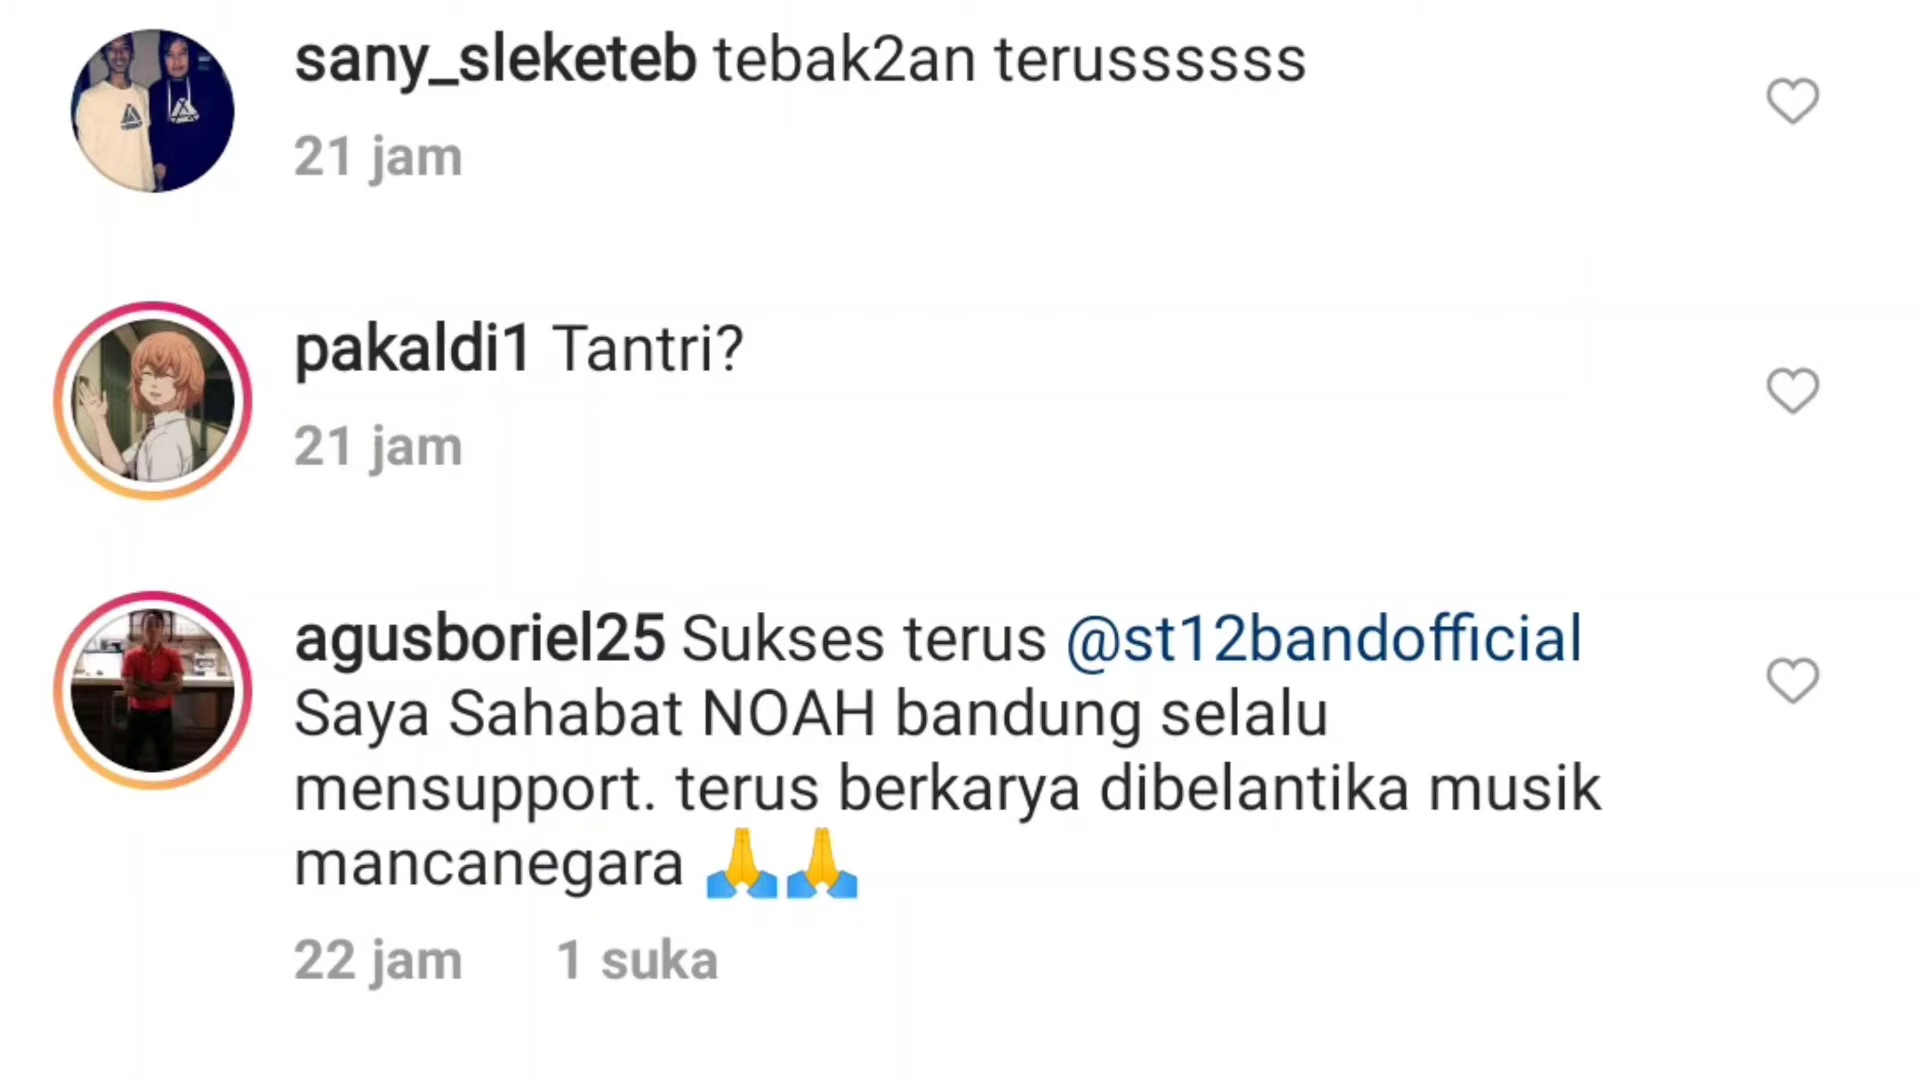 sany_sleketeb tebak2an terussssss
21 jam
pakaldi1 Tantri?
21 jam
agusboriel25 Sukses terus @st12bandofficial
Saya Sahabat NOAH bandung selalu
mensupport. terus berkarya dibelantika musik
mancanegara 🙏🙏
22 jam 1 suka